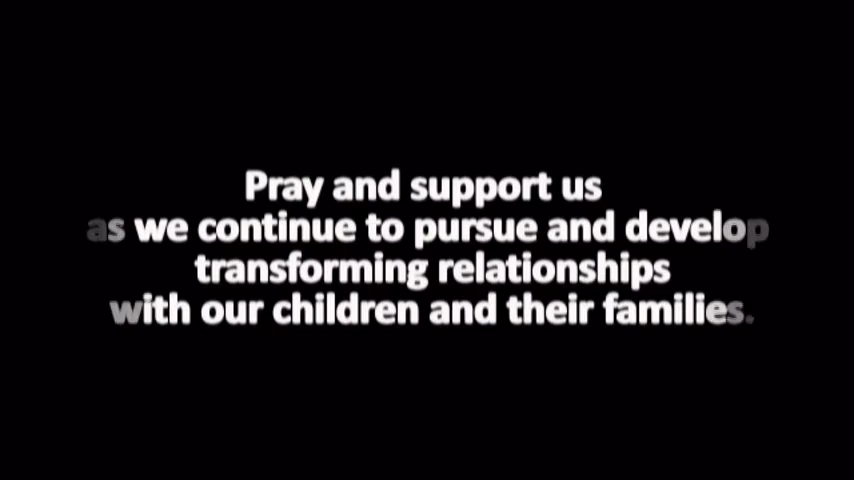 Pray and support us
as we continue to pursue and develop
transforming relationships
with our children and their families.